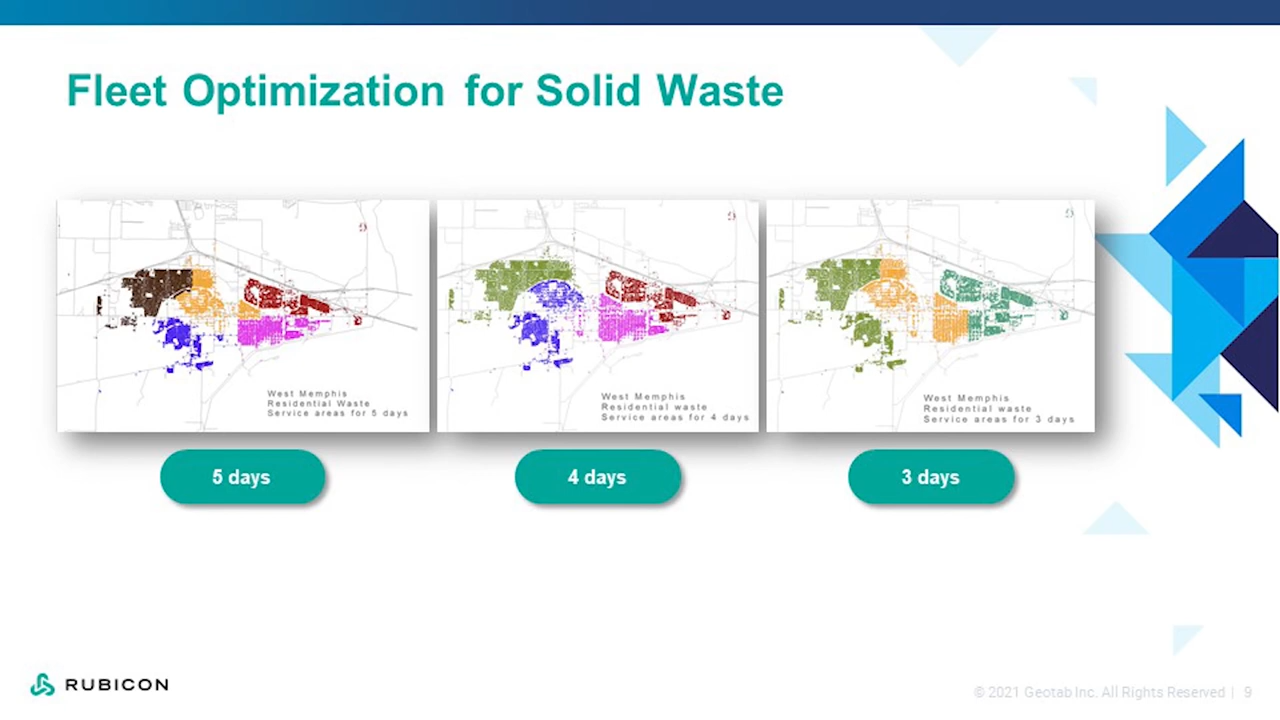 Fleet Optimization for Solid Waste
West Memphis
Residential Waste
Service areas for 5 days
West Memphis
Residential waste
Service areas for 4 days
West Memphis
Residential waste
Service areas for 3 days
5 days
4 days
3 days
RUBICON
© 2021 Geotab Inc. All Rights Reserved | 9